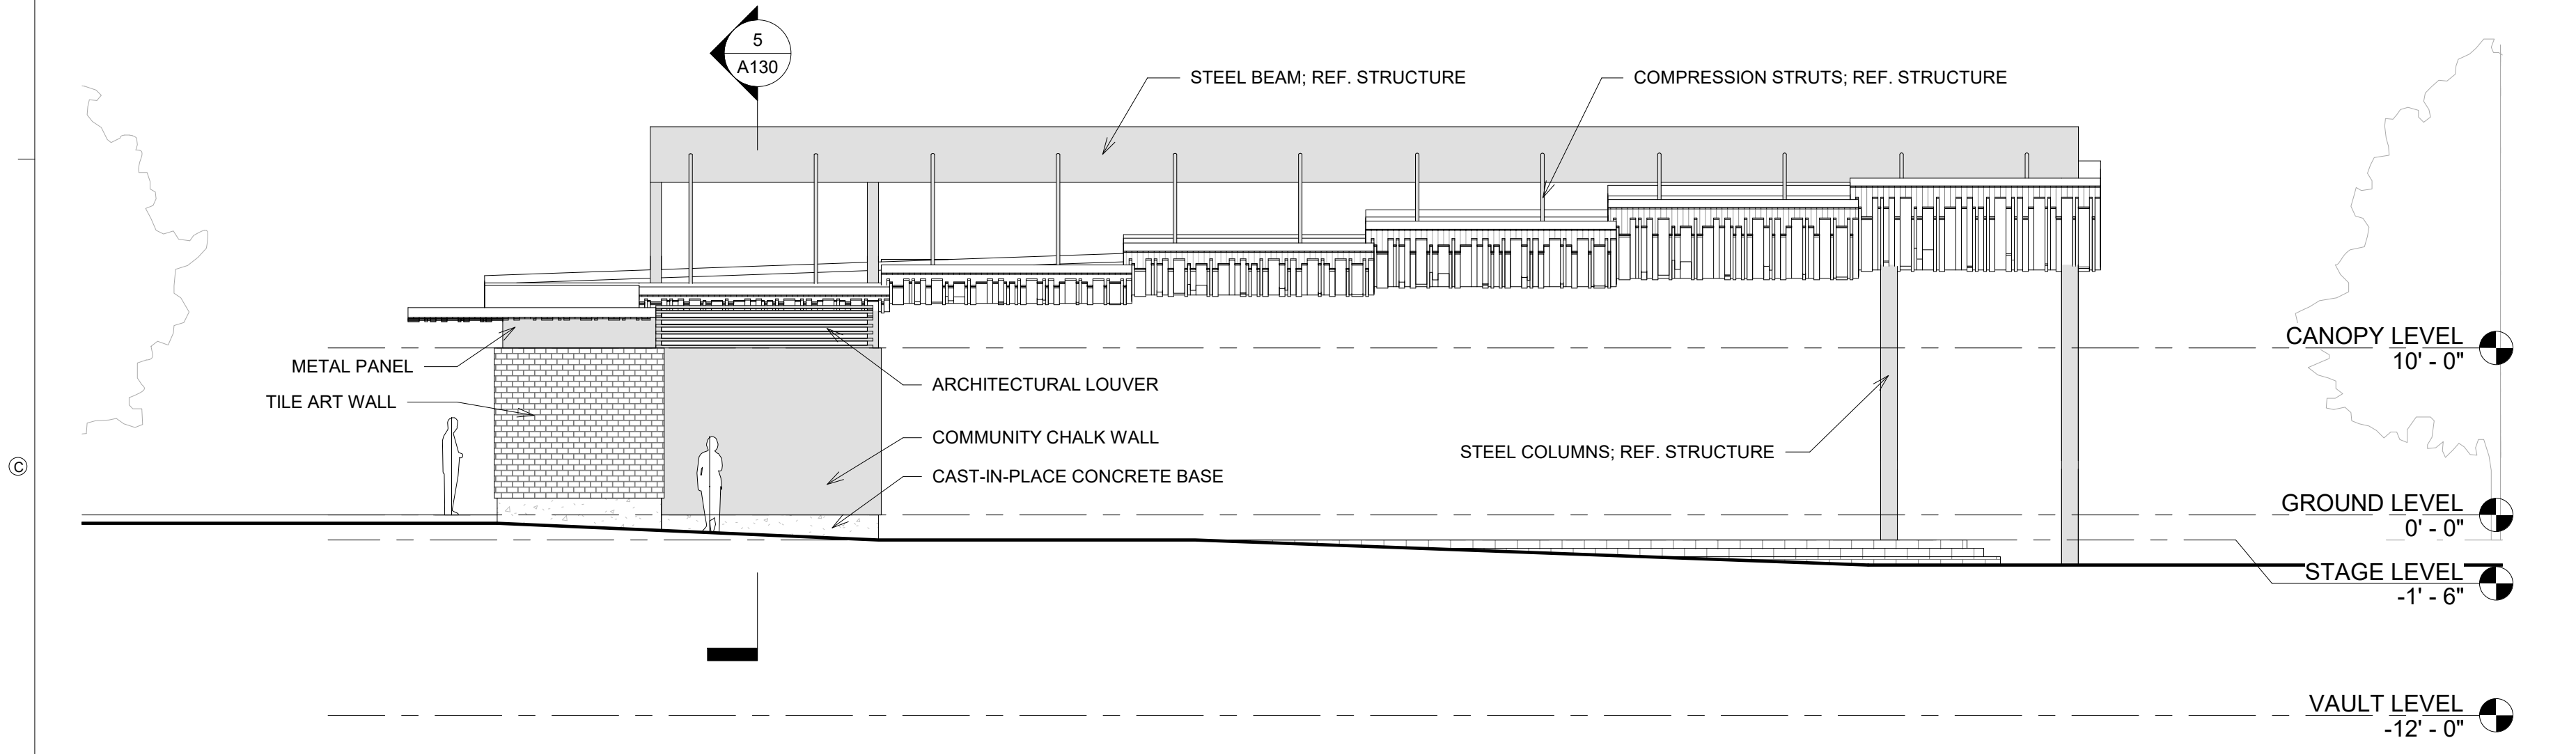 5
A130
STEEL BEAM; REF. STRUCTURE
COMPRESSION STRUTS; REF. STRUCTURE
CANOPY LEVEL
10' - 0"
METAL PANEL
ARCHITECTURAL LOUVER
TILE ART WALL
COMMUNITY CHALK WALL
STEEL COLUMNS; REF. STRUCTURE
C
CAST-IN-PLACE CONCRETE BASE
GROUND LEVEL
0' - 0"
STAGE LEVEL
-1' - 6"
VAULT LEVEL
-12' - 0"